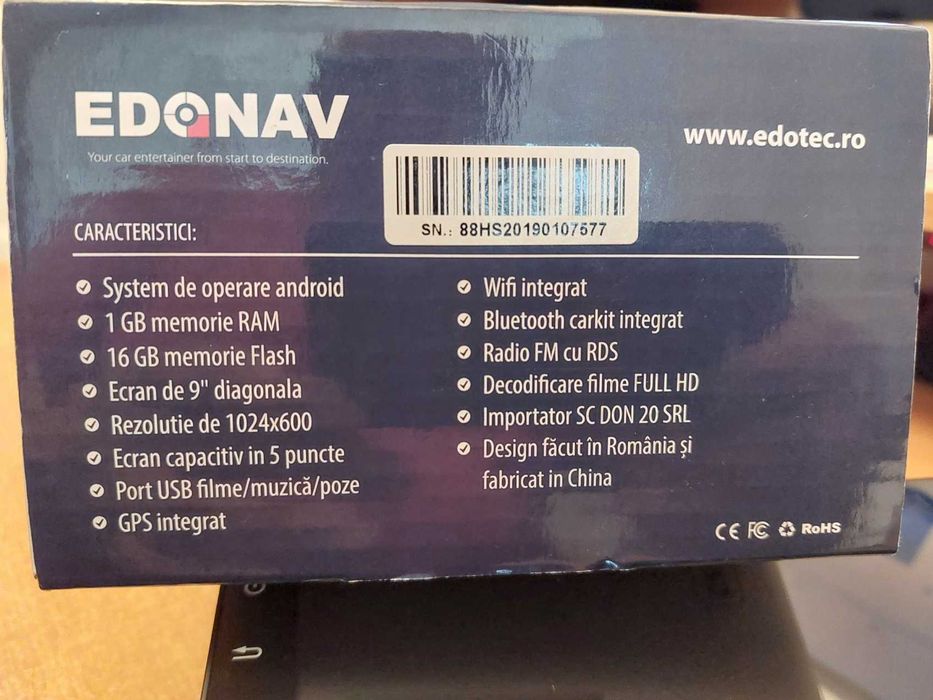 EDONAV
Your car entertainer from start to destination.
www.edotec.ro
SN.: 88HS20190107577
CARACTERISTICI:
System de operare android
1 GB memorie RAM
16 GB memorie Flash
Ecran de 9" diagonala
Rezolutie de 1024x600
Ecran capacitiv in 5 puncte
Port USB filme/muzică/poze
GPS integrat
Wifi integrat
Bluetooth carkit integrat
Radio FM cu RDS
Decodificare filme FULL HD
Importator SC DON 20 SRL
Design făcut în România și
fabricat in China
CE FC RoHS